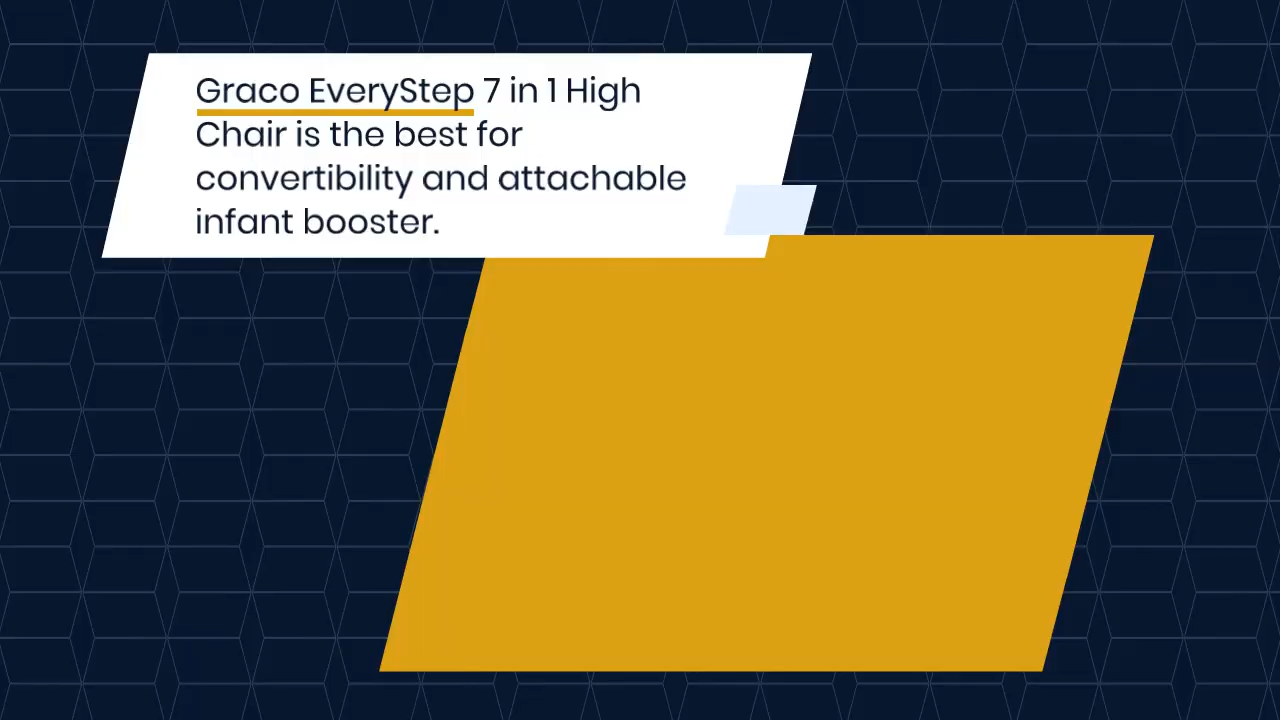 Graco EveryStep 7 in 1 High
Chair is the best for
convertibility and attachable
infant booster.